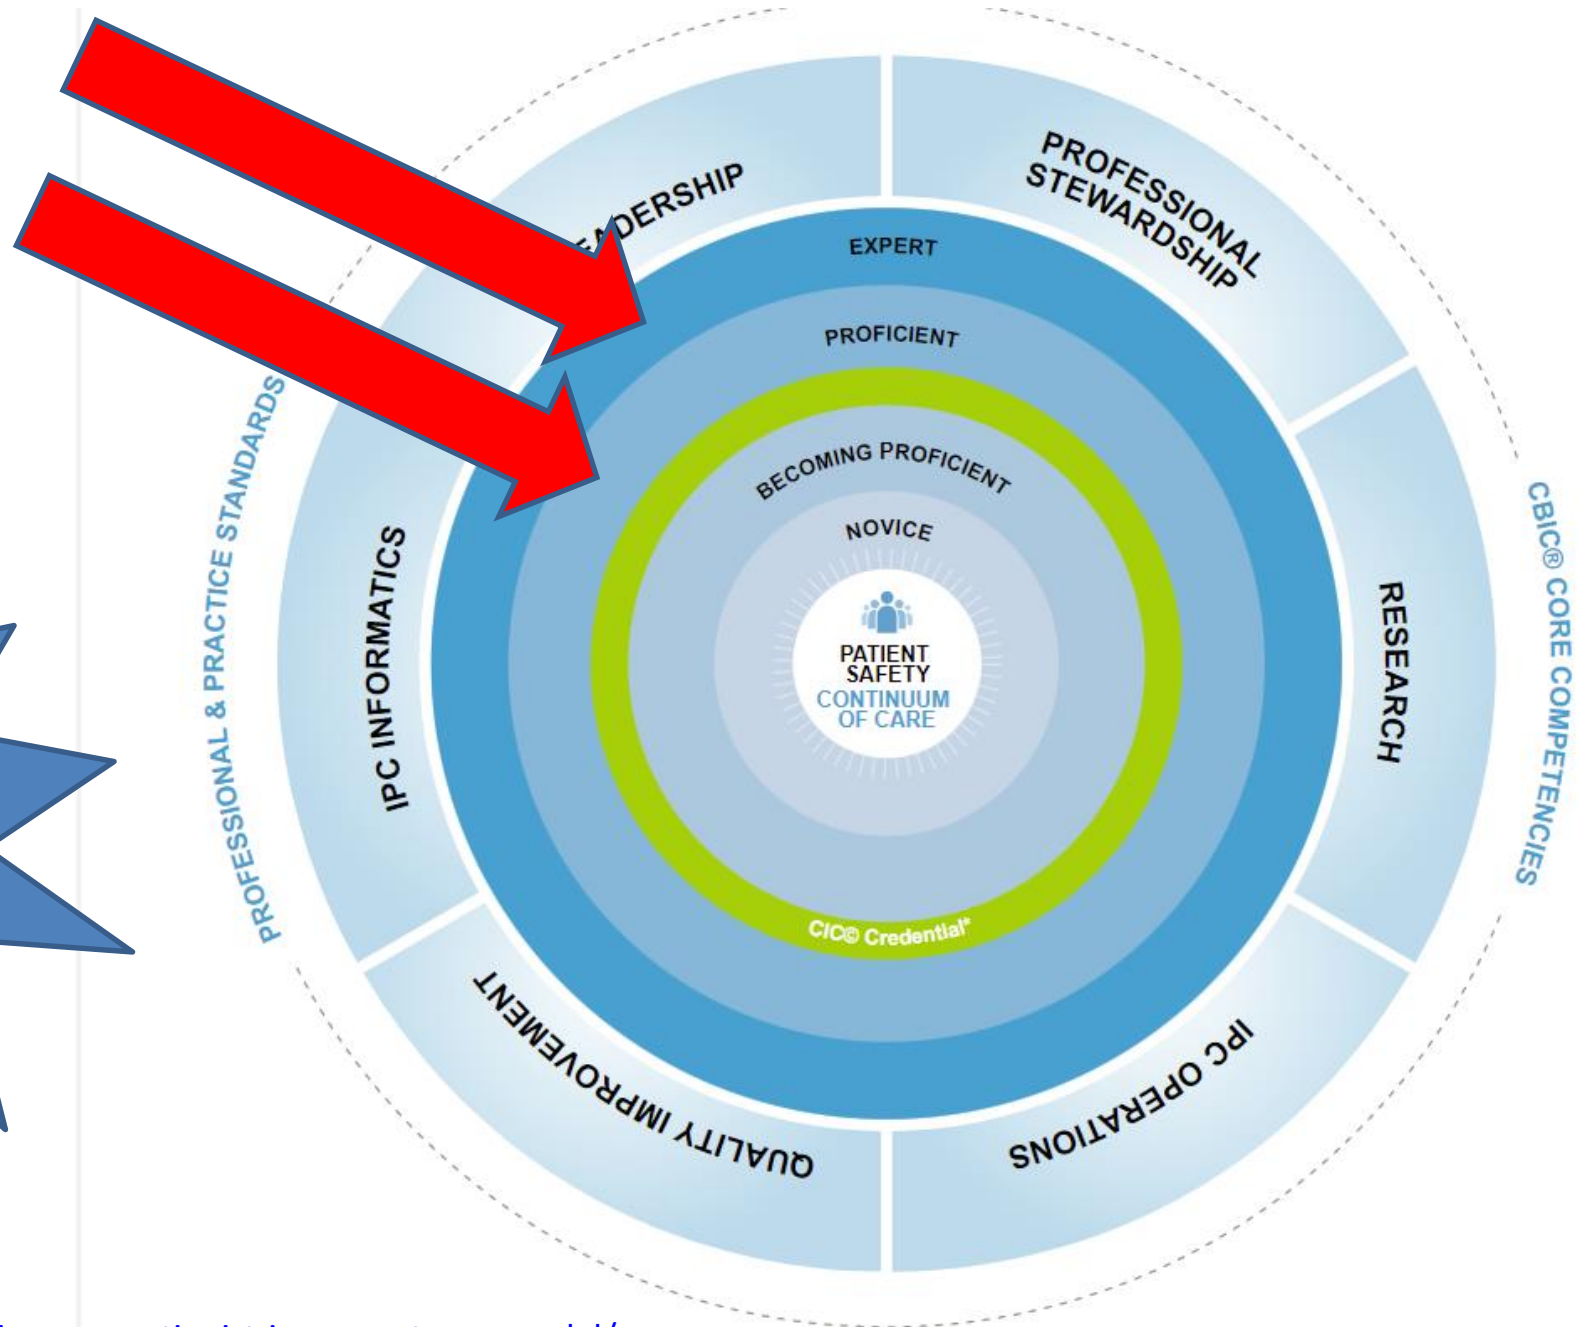 EADERSHIP
PROFESSIONAL
STEWARDSHIP
EXPERT
PROFICIENT
BECOMING PROFICIENT
NOVICE
PATIENT
SAFETY
CONTINUUM
OF CARE
CIC© Credential*
PROFESSIONAL & PRACTICE STANDARDS
CBIC® CORE COMPETENCIES
IPC INFORMATICS
RESEARCH
QUALITY IMPROVEMENT
IPC OPERATIONS